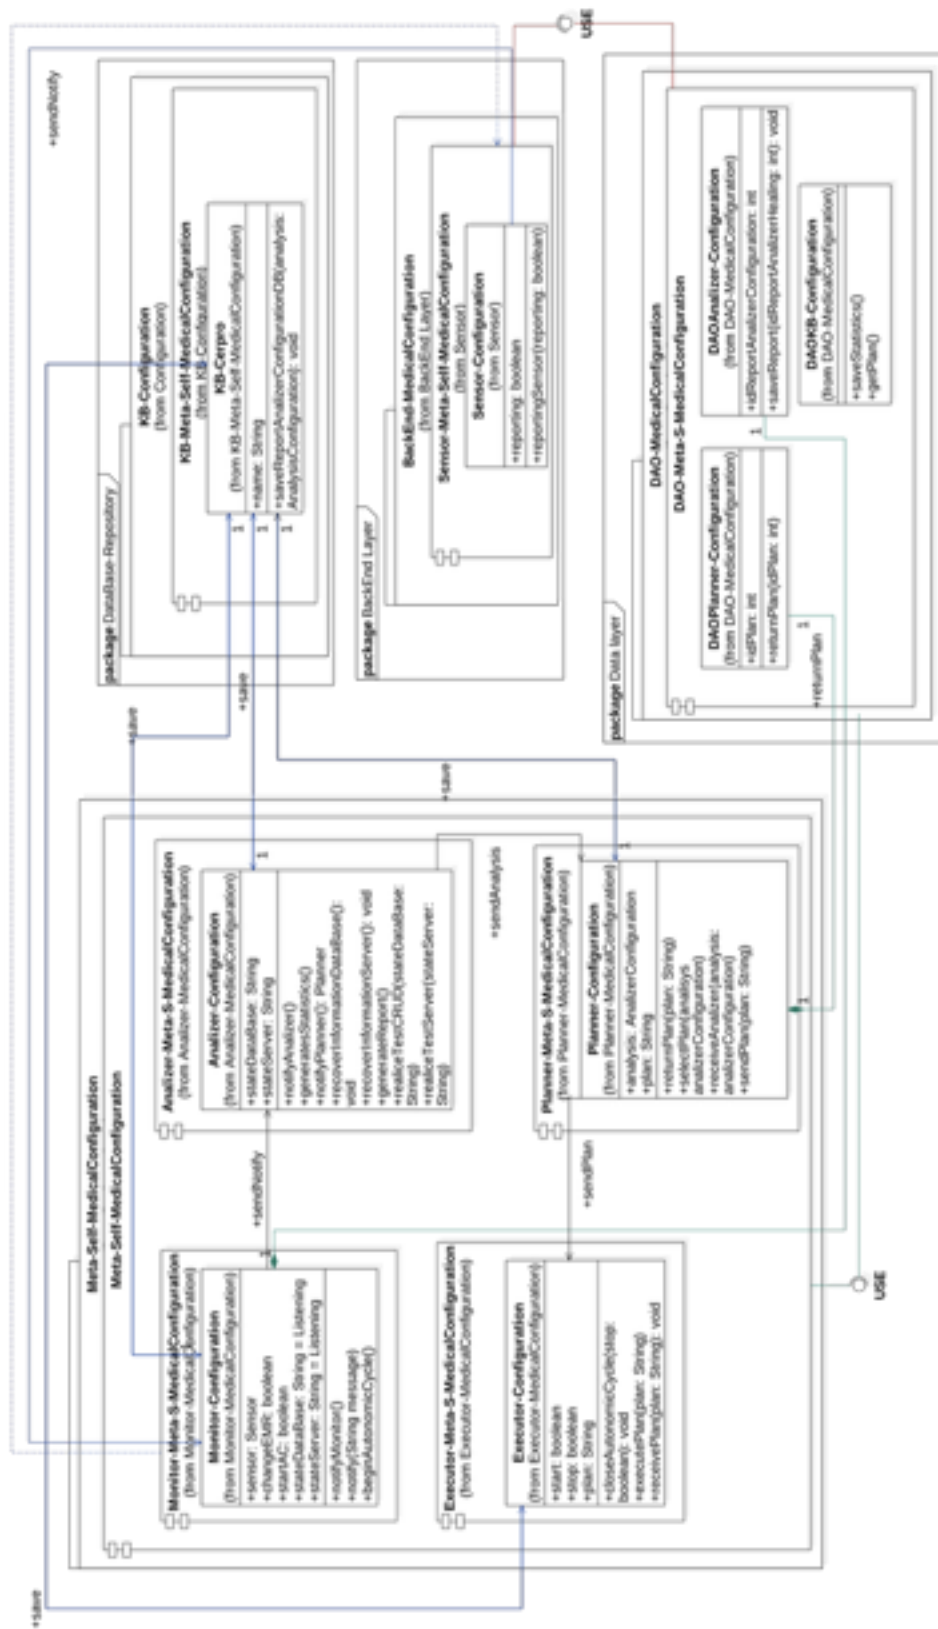 +sendNotify
USE
package DataBase-Repository
KB-Configuration
(from Configuration)
KB-Meta-Self-MedicalConfiguration
(from KB-Configuration)
KB-Cerpro
(from KB-Meta-Self-MedicalConfiguration)
+name: String
+saveReportAnalizerConfigurationDB(analysis:
AnalysisConfiguration): void
1
1
1
package BackEnd Layer
BackEnd-MedicalConfiguration
(from BackEnd Layer)
Sensor-Meta-Self-MedicalConfiguration
(from Sensor)
Sensor-Configuration
(from Sensor)
+reporting: boolean
+reportingSensor(reporting: boolean)
package Data layer
DAO-MedicalConfiguration
DAO-Meta-S-MedicalConfiguration
DAOPlanner-Configuration
(from DAO-MedicalConfiguration)
+idPlan: int
+returnPlan(idPlan: int)
1
+returnPlan
DAOAnalizer-Configuration
(from DAO-MedicalConfiguration)
+idReportAnalizerConfiguration: int
+saveReport(idReportAnalizerHealing: int): void
1
DAOKB-Configuration
(from DAO-MedicalConfiguration)
+saveStatistics()
+getPlan()
+save
+save
+save
+save
Meta-Self-MedicalConfiguration
Meta-Self-MedicalConfiguration
Monitor-Meta-S-MedicalConfiguration
(from Monitor-MedicalConfiguration)
Monitor-Configuration
(from Monitor-MedicalConfiguration)
+sensor: Sensor
+changeEMR: boolean
+startAC: boolean
+stateDataBase: String = Listening
+stateServer: String = Listening
+notifyMonitor()
+notify(String message)
+beginAutonomicCycle()
1
+sendNotify
Analizer-Meta-S-MedicalConfiguration
(from Analizer-MedicalConfiguration)
Analizer-Configuration
(from Analizer-MedicalConfiguration)
+stateDataBase: String
+stateServer: String
+notifyAnalizer()
+generatesStatistics()
+notifyPlanner(): Planner
+recoverInformationDataBase():
void
+recoverInformationServer(): void
+generateReport()
+realiceTestCRUD(stateDataBase:
String)
+realiceTestServer(stateServer:
String)
1
+sendAnalysis
Executor-Meta-S-MedicalConfiguration
(from Executor-MedicalConfiguration)
Executor-Configuration
(from Executor-MedicalConfiguration)
+start: boolean
+stop: boolean
+plan: String
+closeAutonomicCycle(stop:
boolean): void
+executePlan(plan: String)
+receivePlan(plan: String): void
+sendPlan
Planner-Meta-S-MedicalConfiguration
(from Planner-MedicalConfiguration)
Planner-Configuration
(from Planner-MedicalConfiguration)
+analysis: AnalizerConfiguration
+plan: String
+returnPlan(plan: String)
+selectPlan(analisys
analizerConfiguration)
+receiveAnalizer(analysis:
analizerConfiguration)
+sendPlan(plan: String)
1
1
USE